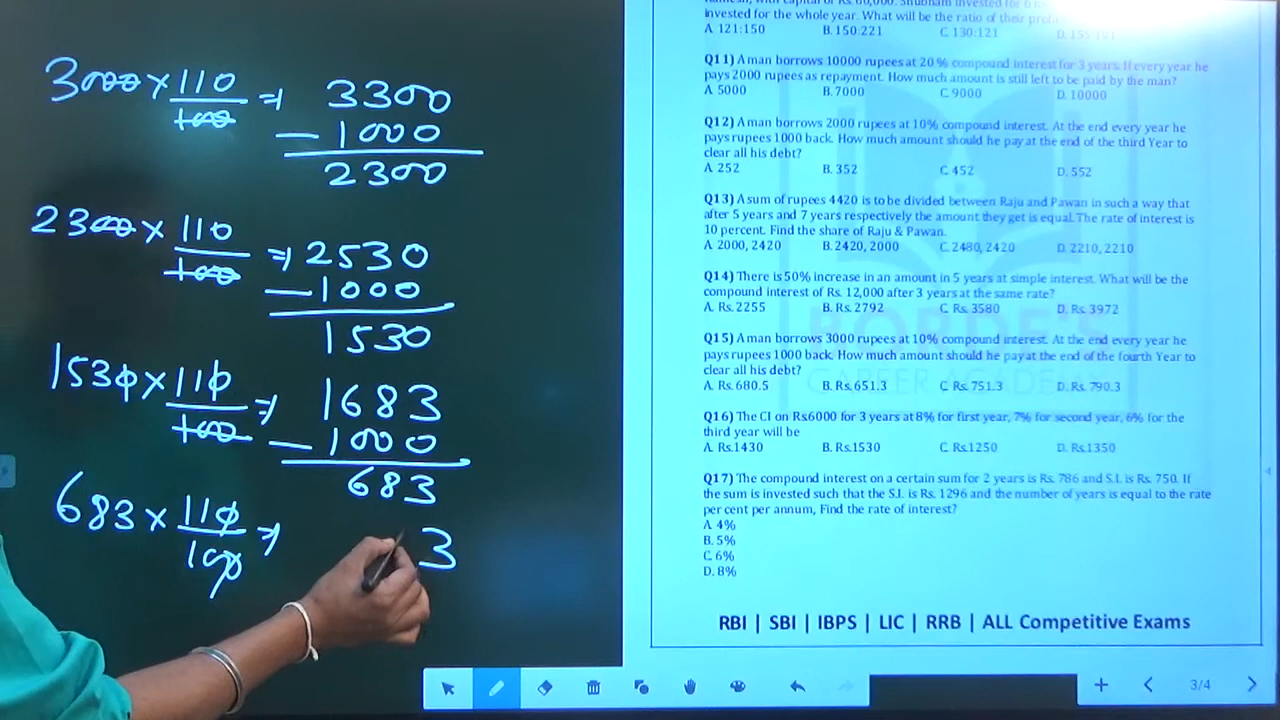 3000 × 110/100 ⇒ 3300
— 1000
2300
2300 × 110/100 ⇒ 2530
— 1000
1530
1530 × 110/100 ⇒ 1683
— 1000
683
683 × 110/100 ⇒ 3
invested for the whole year. What will be the ratio of their
A. 121:150 B. 150:221 C. 130:121
Q11) A man borrows 10000 rupees at 20 % compound interest for 3 years. If every year he
pays 2000 rupees as repayment. How much amount is still left to be paid by the man?
A. 5000 B. 7000 C. 9000 D. 10000
Q12) A man borrows 2000 rupees at 10% compound interest. At the end every year he
pays rupees 1000 back. How much amount should he pay at the end of the third Year to
clear all his debt?
A. 252 B. 352 C. 452 D. 552
Q13) A sum of rupees 4420 is to be divided between Raju and Pawan in such a way that
after 5 years and 7 years respectively the amount they get is equal. The rate of interest is
10 percent. Find the share of Raju & Pawan.
A. 2000, 2420 B. 2420, 2000 C. 2480, 2420 D. 2210, 2210
Q14) There is 50% increase in an amount in 5 years at simple interest. What will be the
compound interest of Rs. 12,000 after 3 years at the same rate?
A. Rs. 2255 B. Rs. 2792 C. Rs. 3580 D. Rs. 3972
Q15) A man borrows 3000 rupees at 10% compound interest. At the end every year he
pays rupees 1000 back. How much amount should he pay at the end of the fourth Year to
clear all his debt?
A. Rs. 680.5 B. Rs. 651.3 C. Rs. 751.3 D. Rs. 790.3
Q16) The CI on Rs6000 for 3 years at 8% for first year, 7% for second year, 6% for the
third year will be
A. Rs.1430 B. Rs.1530 C. Rs.1250 D. Rs.1350
Q17) The compound interest on a certain sum for 2 years is Rs. 786 and S.I. is Rs. 750. If
the sum is invested such that the S.I. is Rs. 1296 and the number of years is equal to the rate
per cent per annum, Find the rate of interest?
A. 4%
B. 5%
C. 6%
D. 8%
RBI | SBI | IBPS | LIC | RRB | ALL Competitive Exams
3/4